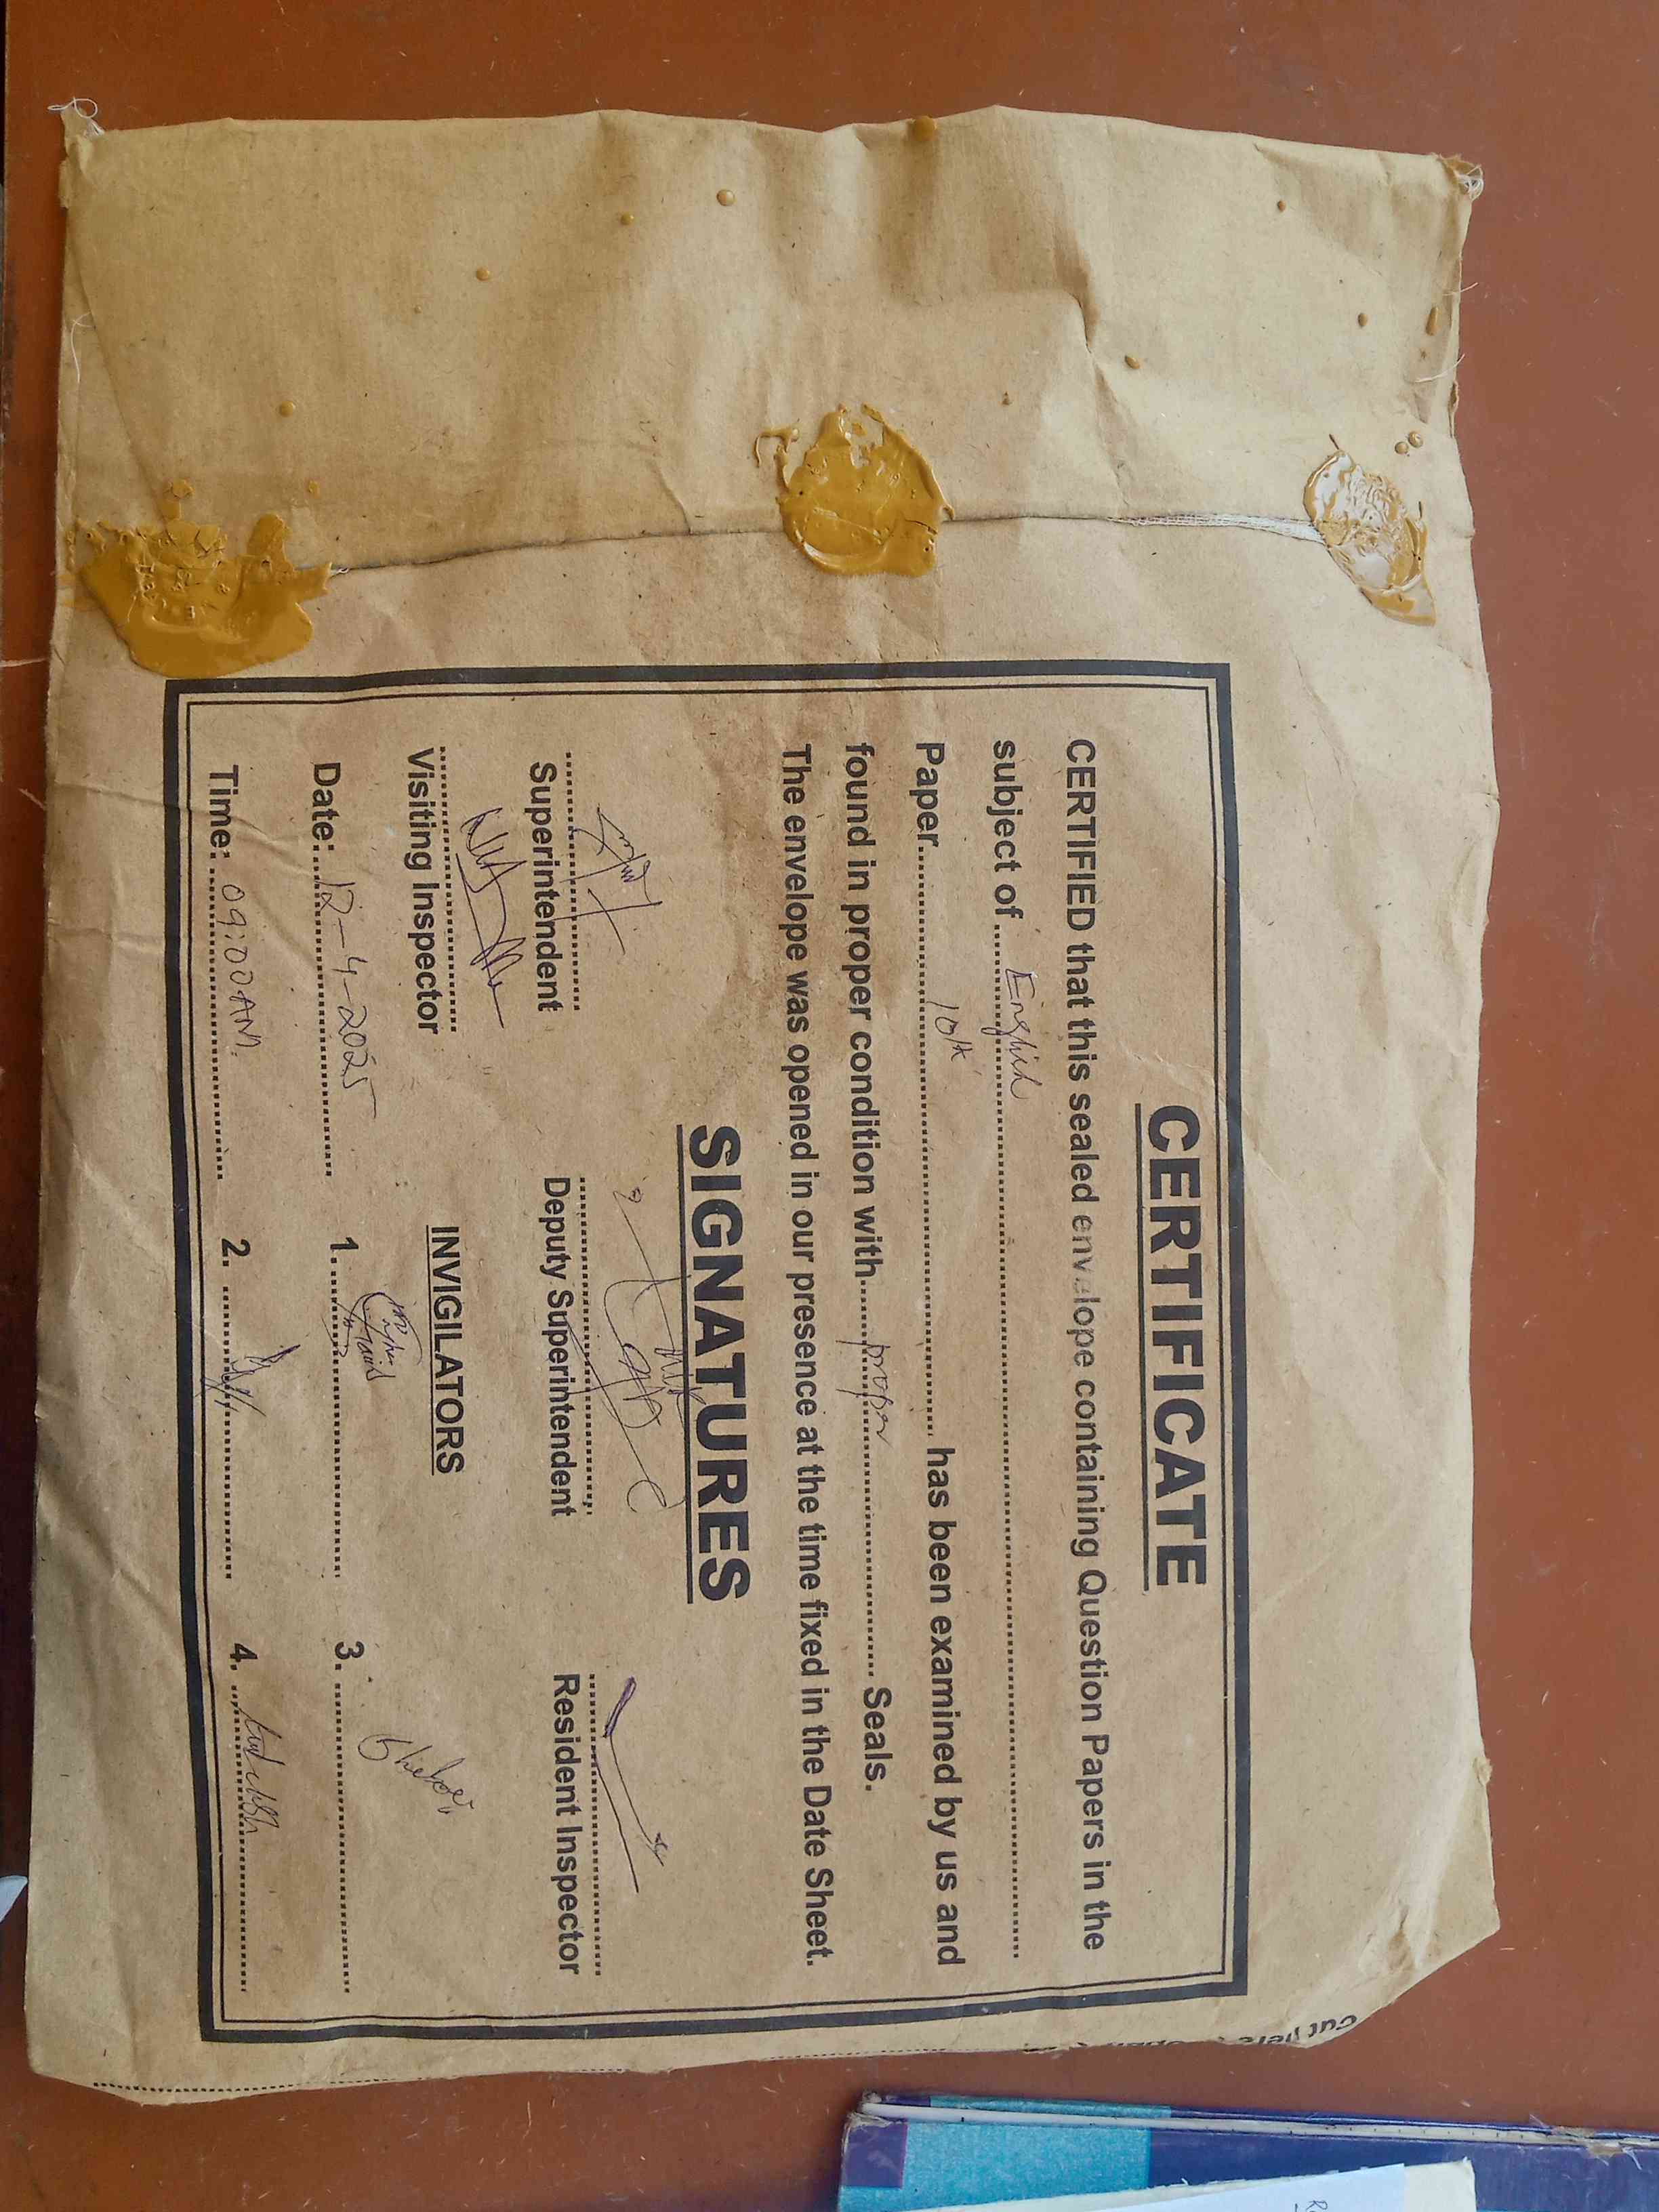 CERTIFICATE
CERTIFIED that this sealed envelope containing Question Papers in the
subject of ........ English ........
Paper........ 10th ........ has been examined by us and
found in proper condition with........ proper ........ Seals.
The envelope was opened in our presence at the time fixed in the Date Sheet.
SIGNATURES
Superintendent Deputy Superintendent Resident Inspector
Visiting Inspector
INVIGILATORS
Date: 12-4-2025 1. 3.
Time: 09:00 AM. 2. 4.
Cut here